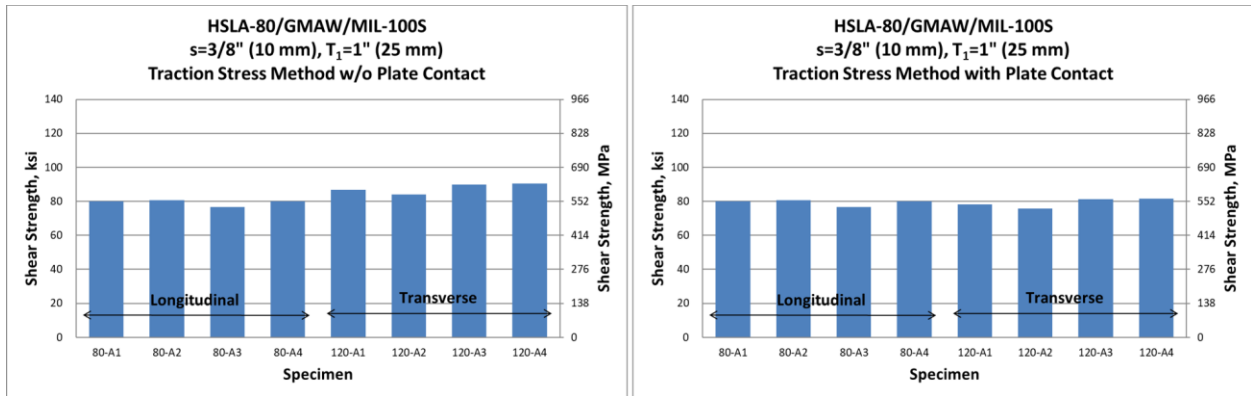 HSLA-80/GMAW/MIL-100S
s=3/8" (10 mm), T₁=1" (25 mm)
Traction Stress Method w/o Plate Contact
Shear Strength, ksi
140
120
100
80
60
40
20
0
966
828
690
552
414
276
138
0
Shear Strength, MPa
Longitudinal
Transverse
80-A1 80-A2 80-A3 80-A4 120-A1 120-A2 120-A3 120-A4
Specimen
HSLA-80/GMAW/MIL-100S
s=3/8" (10 mm), T₁=1" (25 mm)
Traction Stress Method with Plate Contact
Shear Strength, ksi
140
120
100
80
60
40
20
0
966
828
690
552
414
276
138
0
Shear Strength, MPa
Longitudinal
Transverse
80-A1 80-A2 80-A3 80-A4 120-A1 120-A2 120-A3 120-A4
Specimen